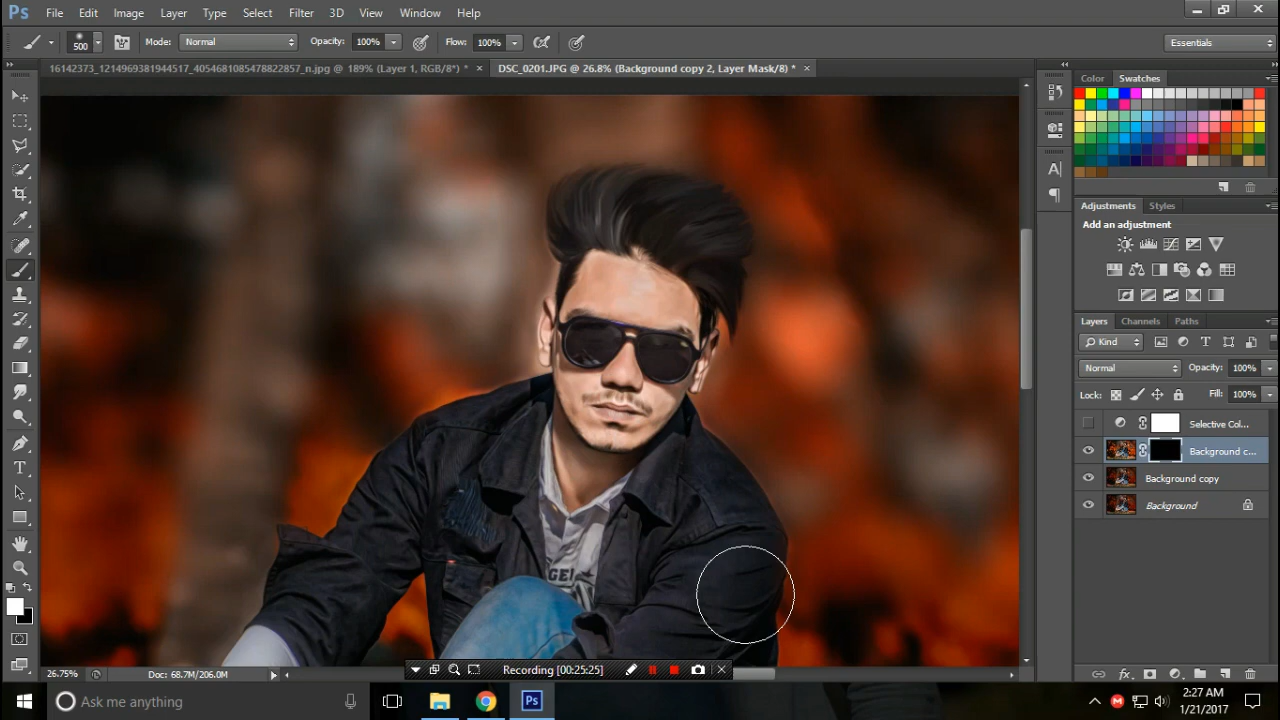 Ps File Edit Image Layer Type Select Filter 3D View Window Help
500 Mode: Normal Opacity: 100% Flow: 100% Essentials
16142373_1214969381944517_4054681085478822857_n.jpg @ 189% (Layer 1, RGB/8*) * × DSC_0201.JPG @ 26.8% (Background copy 2, Layer Mask/8) * ×
Color Swatches
Adjustments Styles
Add an adjustment
Layers Channels Paths
Kind
Normal Opacity: 100%
Lock: Fill: 100%
Selective Col...
Background c...
Background copy
Background
26.75% Doc: 68.7M/206.0M
Recording [00:25:25]
Ask me anything
Ps
2:27 AM
1/21/2017